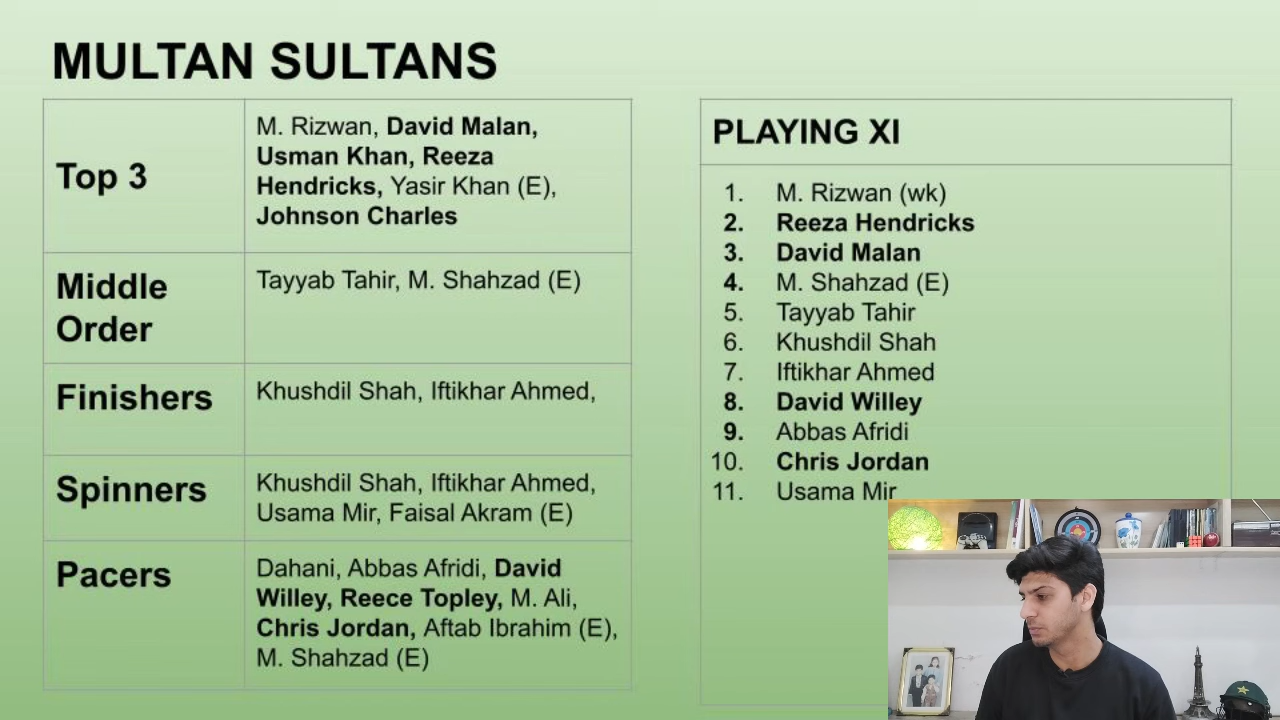 MULTAN SULTANS
Top 3
M. Rizwan, David Malan,
Usman Khan, Reeza
Hendricks, Yasir Khan (E),
Johnson Charles
Middle
Order
Tayyab Tahir, M. Shahzad (E)
Finishers
Khushdil Shah, Iftikhar Ahmed,
Spinners
Khushdil Shah, Iftikhar Ahmed,
Usama Mir, Faisal Akram (E)
Pacers
Dahani, Abbas Afridi, David
Willey, Reece Topley, M. Ali,
Chris Jordan, Aftab Ibrahim (E),
M. Shahzad (E)
PLAYING XI
1. M. Rizwan (wk)
2. Reeza Hendricks
3. David Malan
4. M. Shahzad (E)
5. Tayyab Tahir
6. Khushdil Shah
7. Iftikhar Ahmed
8. David Willey
9. Abbas Afridi
10. Chris Jordan
11. Usama Mir